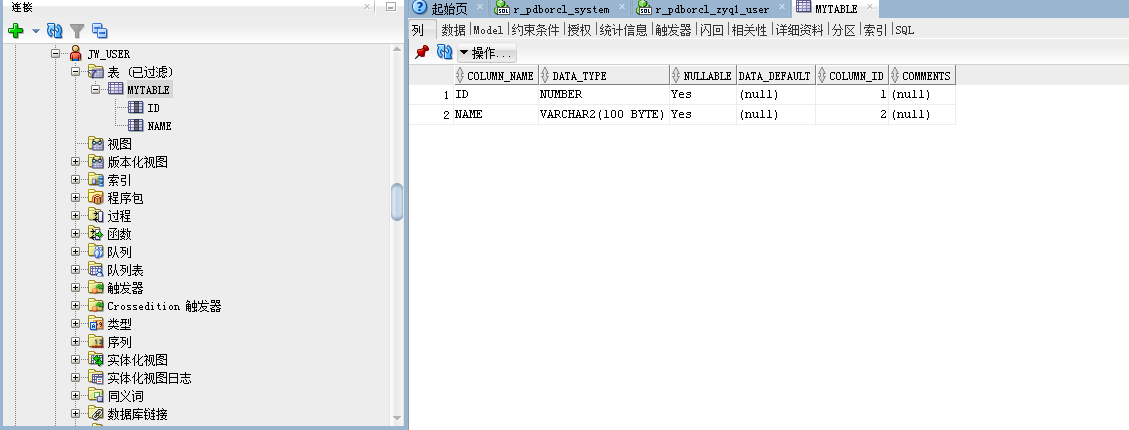 连接
JW_USER
表 (已过滤)
MYTABLE
ID
NAME
视图
版本化视图
索引
程序包
过程
函数
队列
队列表
触发器
Crossedition 触发器
类型
序列
实体化视图
实体化视图日志
同义词
数据库链接
起始页 r_pdborcl_system r_pdborcl_zyq1_user MYTABLE
列 数据 Model 约束条件 授权 统计信息 触发器 闪回 相关性 详细资料 分区 索引 SQL
操作...
COLUMN_NAME DATA_TYPE NULLABLE DATA_DEFAULT COLUMN_ID COMMENTS
1 ID NUMBER Yes (null) 1 (null)
2 NAME VARCHAR2(100 BYTE) Yes (null) 2 (null)